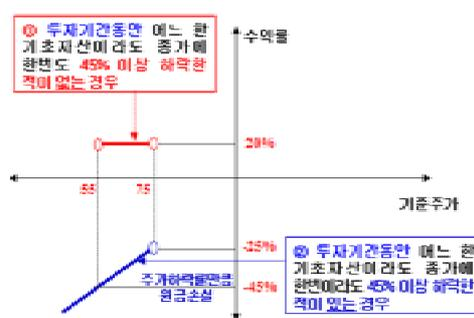 ① 투자기간동안 어느 한
기초자산이라도 종가에
한번도 45% 이상 하락한
적이 없는 경우
수익률
20%
55 75
기준주가
-25%
-45%
주가하락률만큼
원금손실
② 투자기간동안 어느 한
기초자산이라도 종가에
한번이라도 45% 이상 하락한
적이 있는 경우